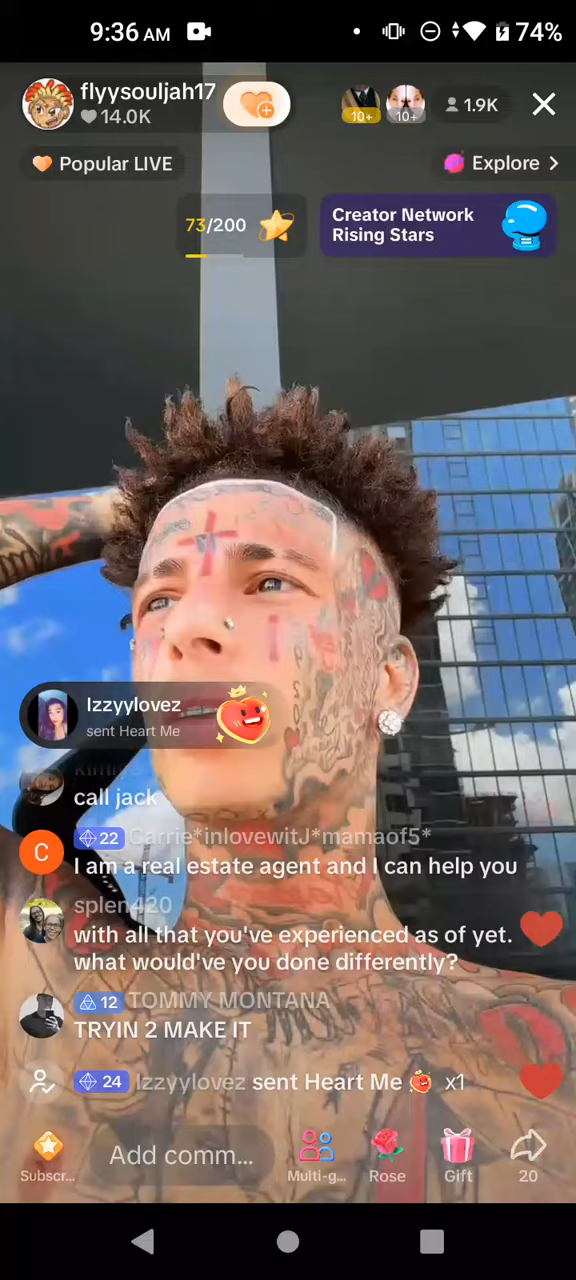 9:36 AM
74%
flyysouljah17
14.0K
10+
10+
1.9K
Popular LIVE
Explore >
73/200
Creator Network
Rising Stars
Izzyylovez
sent Heart Me
call jack
C
22 Carrie*inlovewitJ*mamaof5*
I am a real estate agent and I can help you
splen420
with all that you've experienced as of yet.
what would've you done differently?
12 TOMMY MONTANA
TRYIN 2 MAKE IT
24 Izzyylovez sent Heart Me x1
Subscr...
Add comm...
Multi-g...
Rose
Gift
20